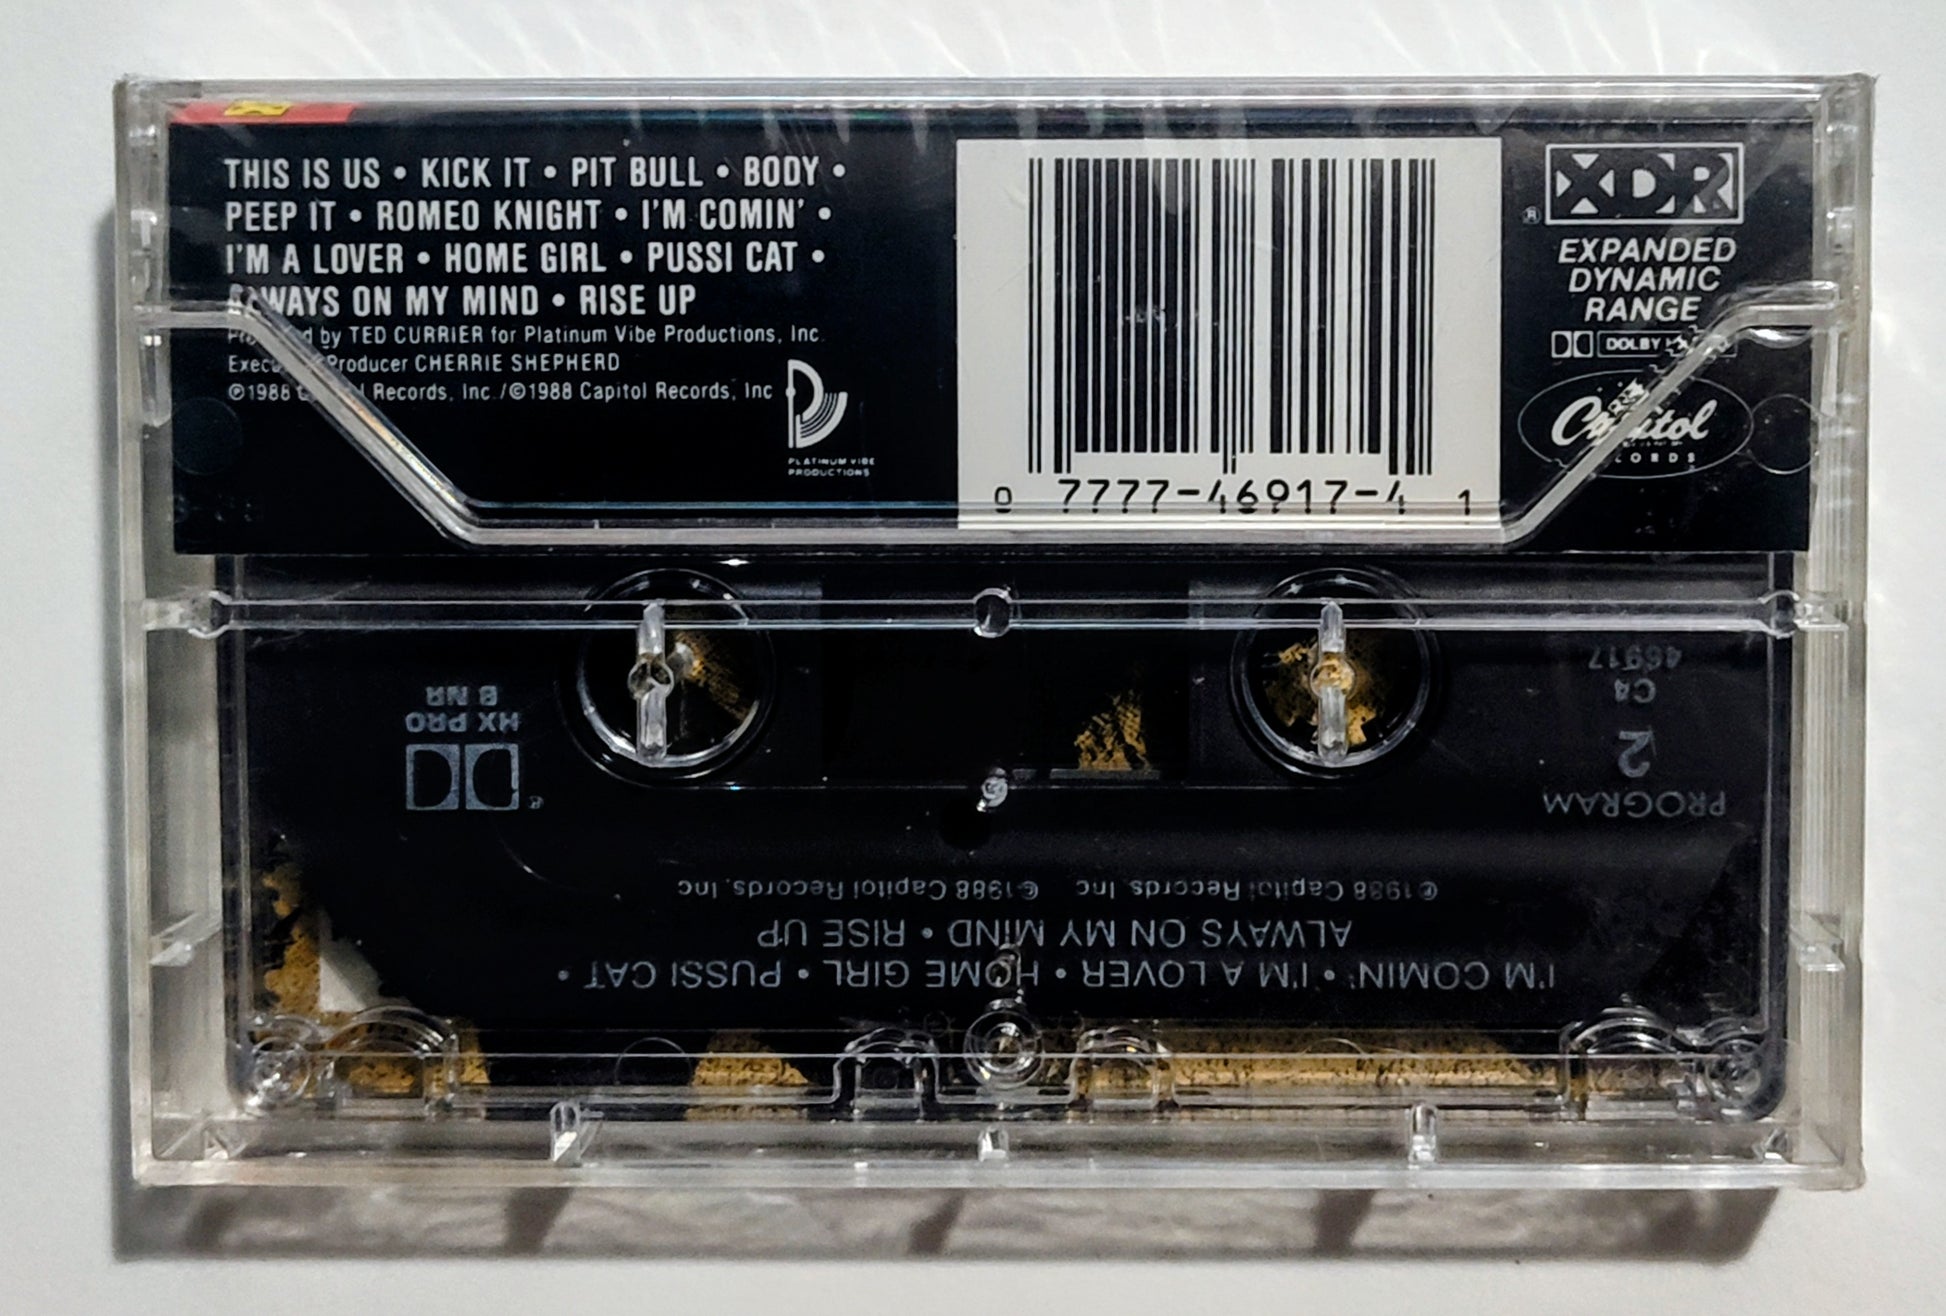 THIS IS US • KICK IT • PIT BULL • BODY •
PEEP IT • ROMEO KNIGHT • I'M COMIN' •
I'M A LOVER • HOME GIRL • PUSSI CAT •
ALWAYS ON MY MIND • RISE UP
Produced by TED CURRIER for Platinum Vibe Productions, Inc.
Executive Producer CHERRIE SHEPHERD
℗1988 Capitol Records, Inc./©1988 Capitol Records, Inc
PLATINUM VIBE
PRODUCTIONS
0 7777-46917-4 1
XDR
®
EXPANDED
DYNAMIC
RANGE
DOLBY
Capitol
RECORDS
46917
C4
2
PROGRAM
HX PRO
B NR
®
I'M COMIN' • I'M A LOVER • HOME GIRL • PUSSI CAT •
ALWAYS ON MY MIND • RISE UP
℗1988 Capitol Records, Inc ©1988 Capitol Records, Inc